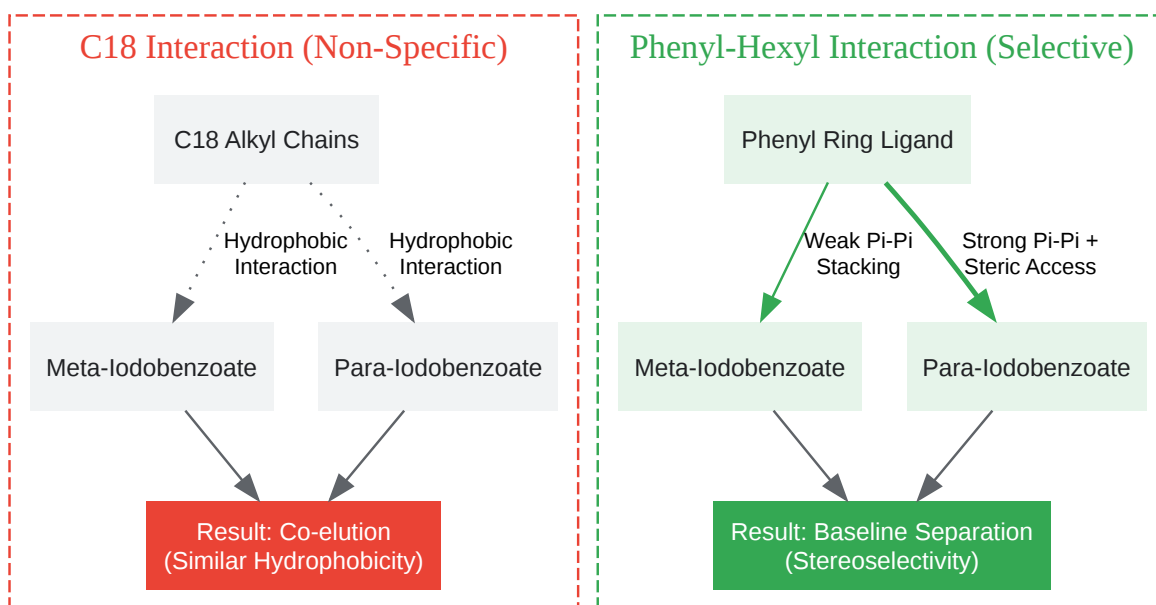 C18 Interaction (Non-Specific)
C18 Alkyl Chains
Hydrophobic
Interaction
Hydrophobic
Interaction
Meta-Iodobenzoate
Para-Iodobenzoate
Result: Co-elution
(Similar Hydrophobicity)
Phenyl-Hexyl Interaction (Selective)
Phenyl Ring Ligand
Weak Pi-Pi
Stacking
Strong Pi-Pi +
Steric Access
Meta-Iodobenzoate
Para-Iodobenzoate
Result: Baseline Separation
(Stereoselectivity)